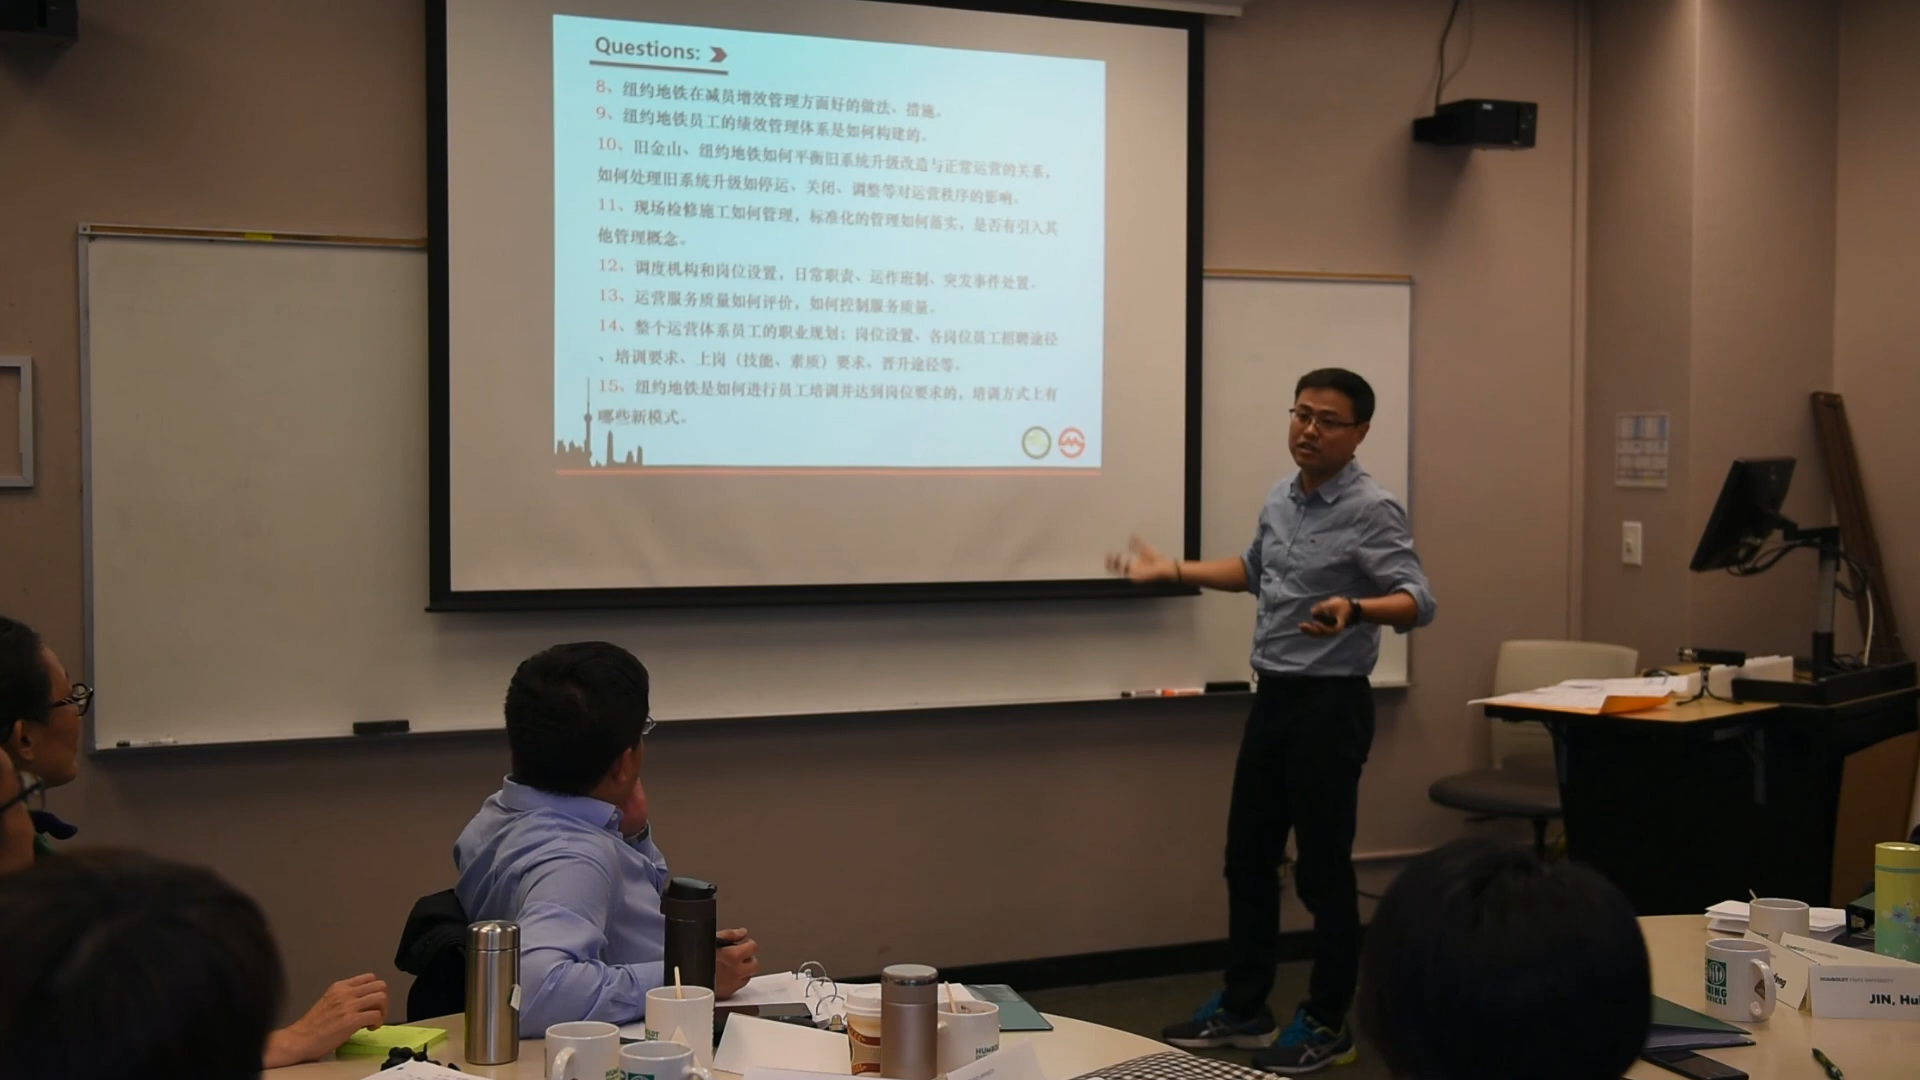 Questions:
8、纽约地铁在减员增效管理方面好的做法、措施。
9、纽约地铁员工的绩效管理体系是如何构建的。
10、旧金山、纽约地铁如何平衡旧系统升级改造与正常运营的关系，
如何处理旧系统升级如停运、关闭、调整等对运营秩序的影响。
11、现场检修施工如何管理，标准化的管理如何落实，是否有引入其
他管理概念。
12、调度机构和岗位设置，日常职责、运作班制、突发事件处置。
13、运营服务质量如何评价，如何控制服务质量。
14、整个运营体系员工的职业规划；岗位设置、各岗位员工招聘途径
、培训要求、上岗（技能、素质）要求。晋升途径等。
15、纽约地铁是如何进行员工培训并达到岗位要求的，培训方式上有
哪些新模式。
HUMBOLDT STATE UNIVERSITY
JIN, Hu